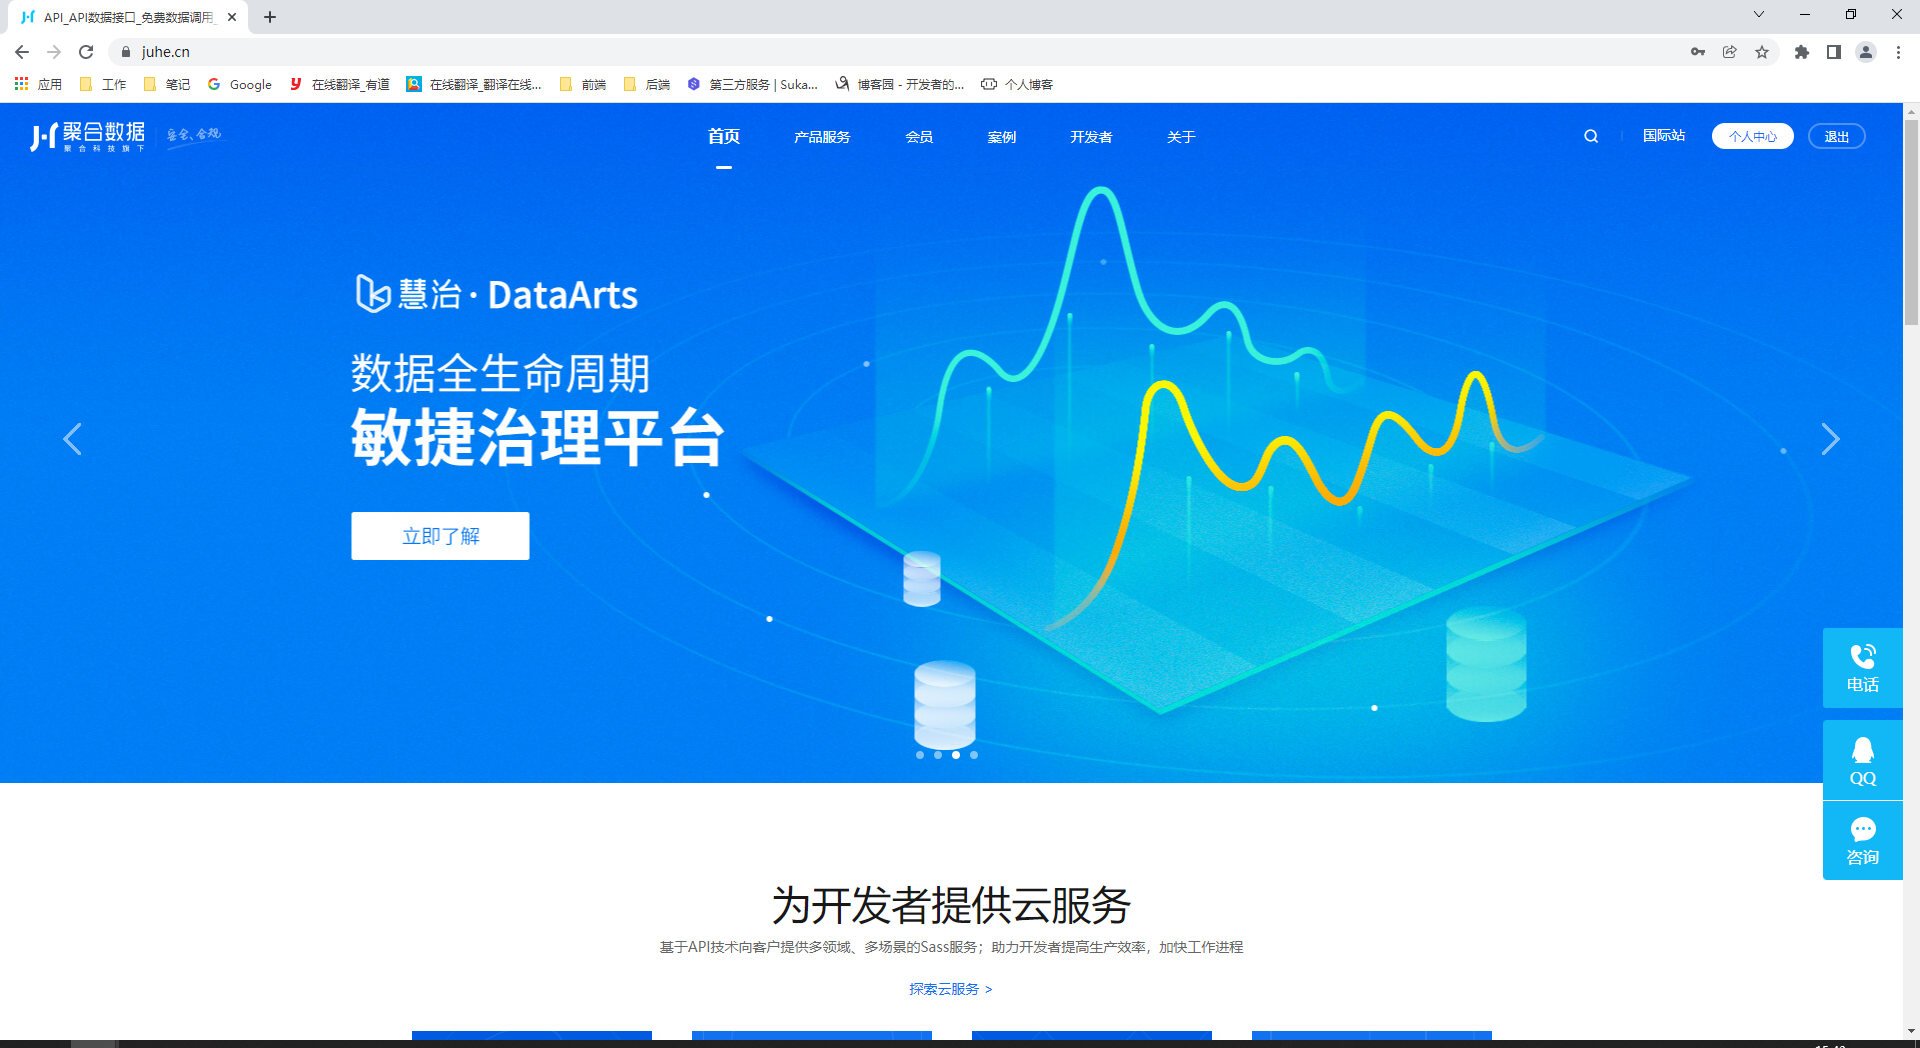 API_API数据接口_免费数据调用_
juhe.cn
应用 工作 笔记 Google 在线翻译_有道 在线翻译_翻译在线... 前端 后端 第三方服务 | Suka... 博客园 - 开发者的... 个人博客
聚合数据
聚合科技旗下
安全、合规
首页 产品服务 会员 案例 开发者 关于 国际站 个人中心 退出
慧治·DataArts
数据全生命周期
敏捷治理平台
立即了解
电话
QQ
咨询
为开发者提供云服务
基于API技术向客户提供多领域、多场景的Sass服务；助力开发者提高生产效率，加快工作进程
探索云服务 >